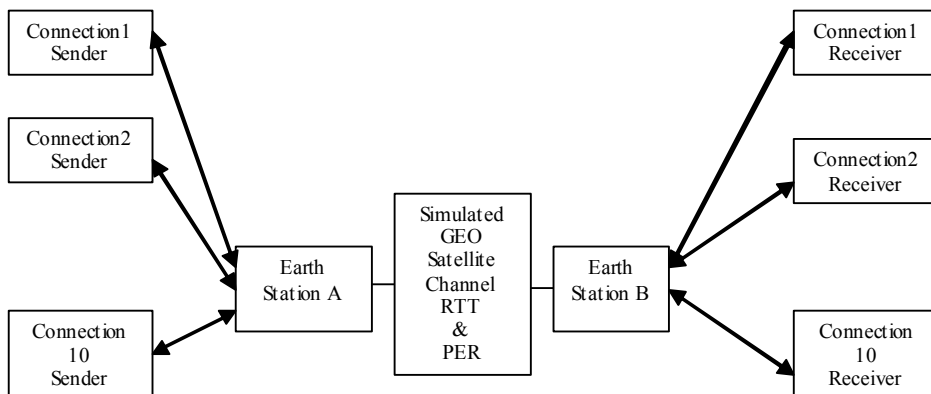 Connection1
Sender
Connection1
Receiver
Connection2
Sender
Connection2
Receiver
Simulated
GEO
Satellite
Channel
RTT
&
PER
Earth
Station A
Earth
Station B
Connection
10
Sender
Connection
10
Receiver